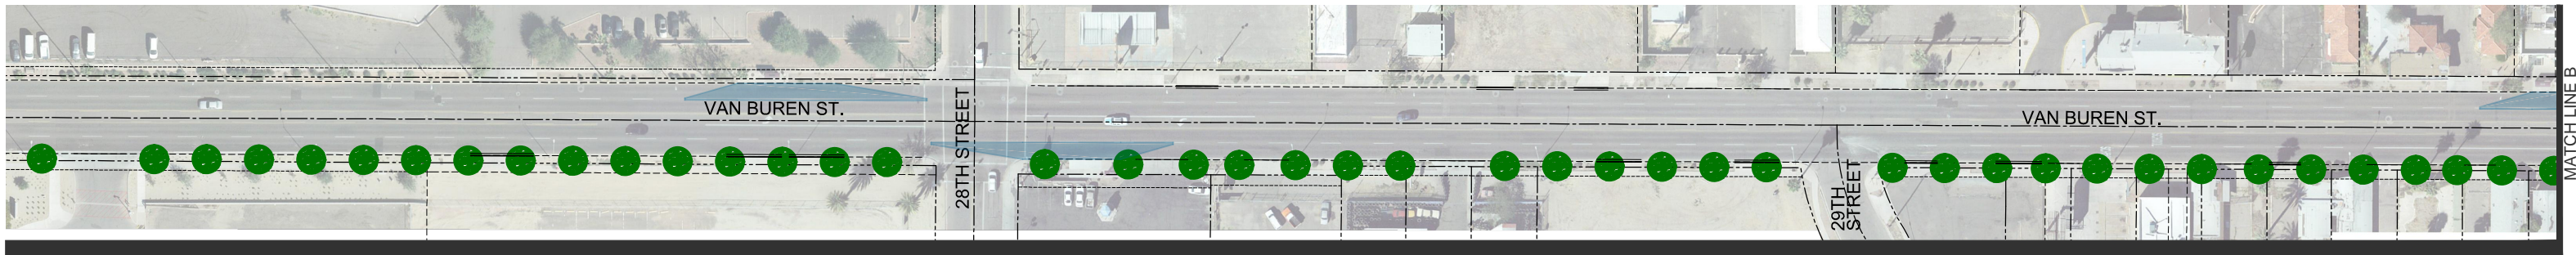 VAN BUREN ST.
28TH STREET
29TH
STREET
VAN BUREN ST.
MATCH LINE B